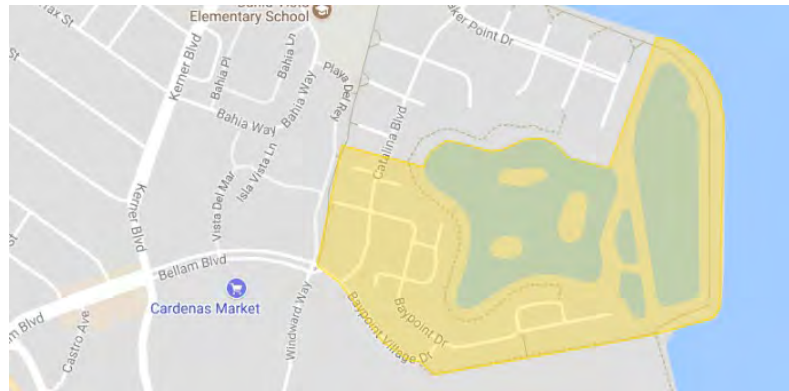 Elementary School
Kerner Blvd
Bahia Pl
Bahia Ln
Bahia Way
Playa Del Rey
Point Dr
Bahia Way
Catalina Blvd
Isla Vista Ln
Vista Del Mar
Kerner Blvd
Bellam Blvd
Cardenas Market
Windward Way
Baypoint Village Dr
Baypoint Dr
Castro Ave
Blvd
St
St